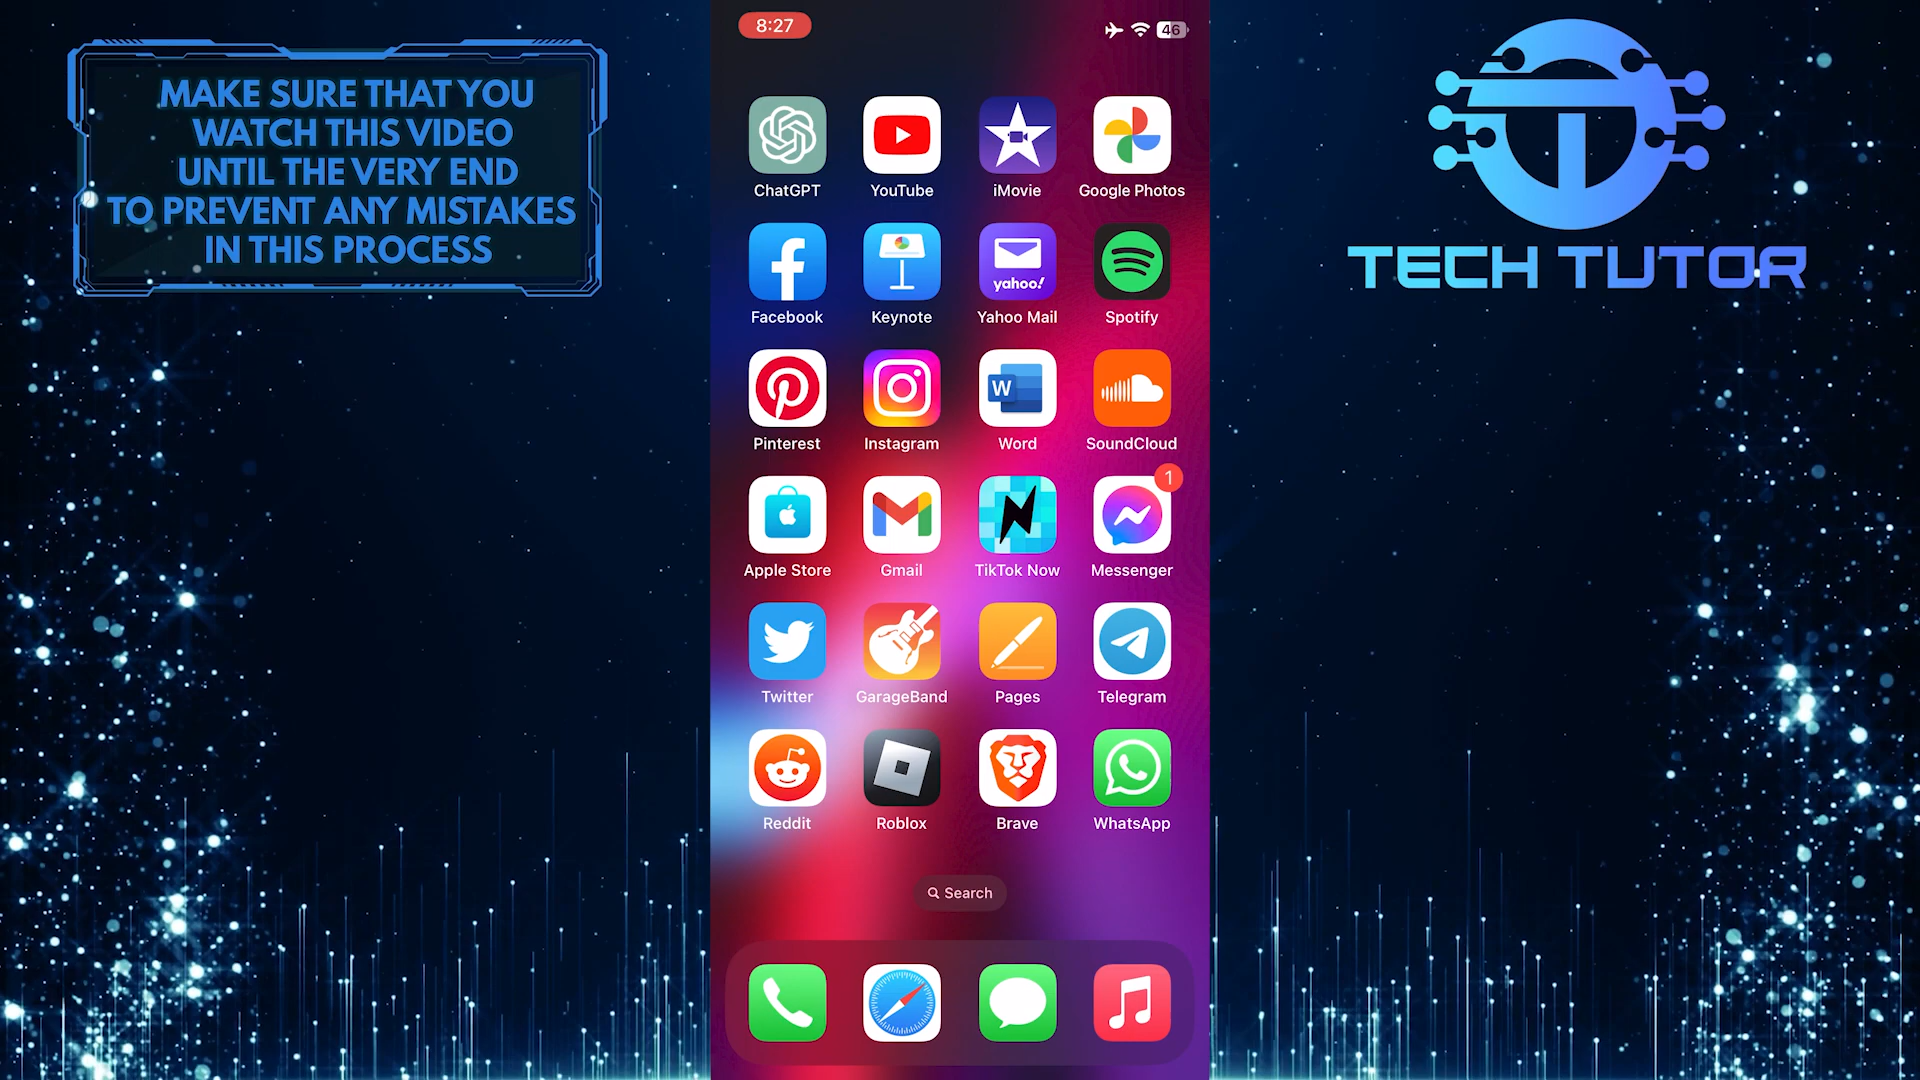 MAKE SURE THAT YOU
WATCH THIS VIDEO
UNTIL THE VERY END
TO PREVENT ANY MISTAKES
IN THIS PROCESS
8:27
46
TECH TUTOR
ChatGPT
YouTube
iMovie
Google Photos
yahoo!
Facebook
Keynote
Yahoo Mail
Spotify
W
Pinterest
Instagram
Word
SoundCloud
1
Apple Store
Gmail
TikTok Now
Messenger
Twitter
GarageBand
Pages
Telegram
Reddit
Roblox
Brave
WhatsApp
Search